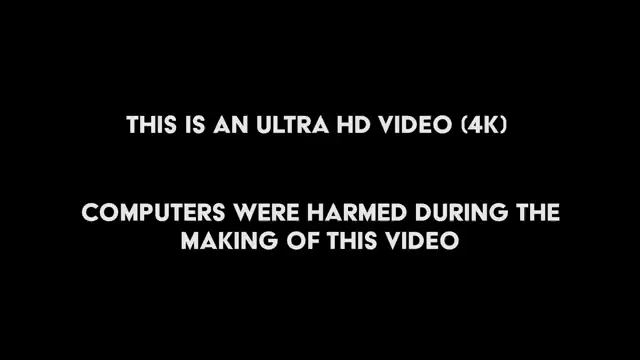 THIS IS AN ULTRA HD VIDEO (4K)
COMPUTERS WERE HARMED DURING THE
MAKING OF THIS VIDEO